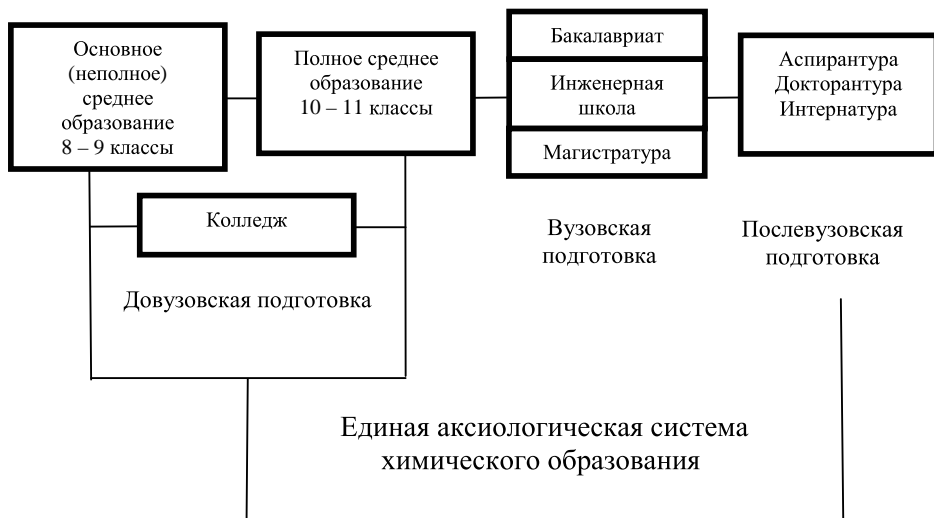 Основное
(неполное)
среднее
образование
8 – 9 классы
Полное среднее
образование
10 – 11 классы
Бакалавриат
Инженерная
школа
Магистратура
Аспирантура
Докторантура
Интернатура
Колледж
Довузовская подготовка
Вузовская
подготовка
Послевузовская
подготовка
Единая аксиологическая система
химического образования